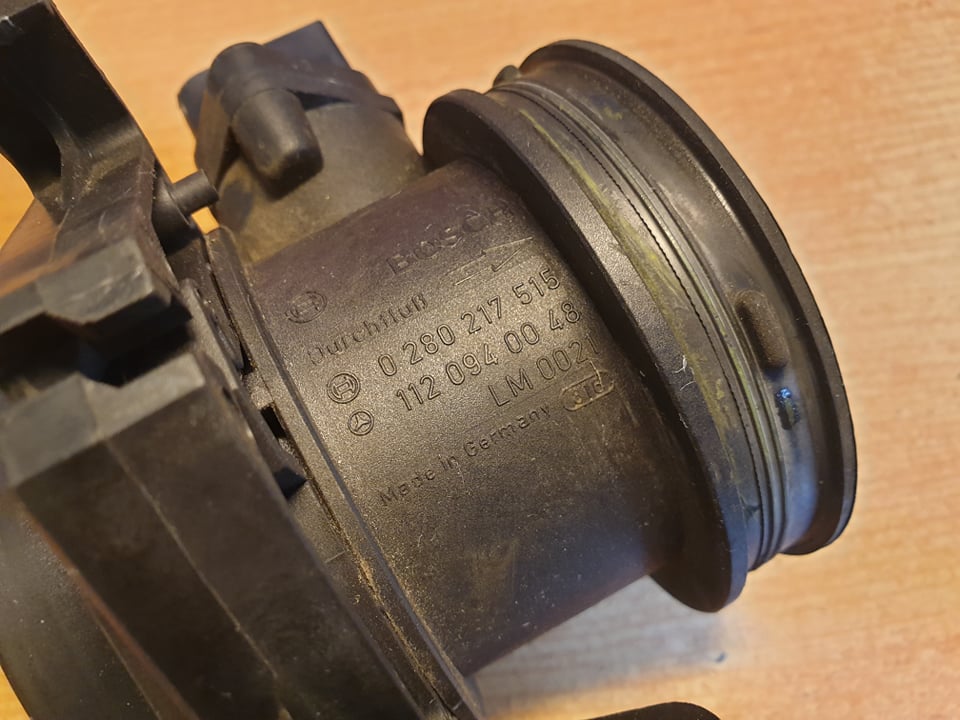 BOSCH
Durchfluß
0 280 217 515
112 094 00 48
LM 0021
Made in Germany